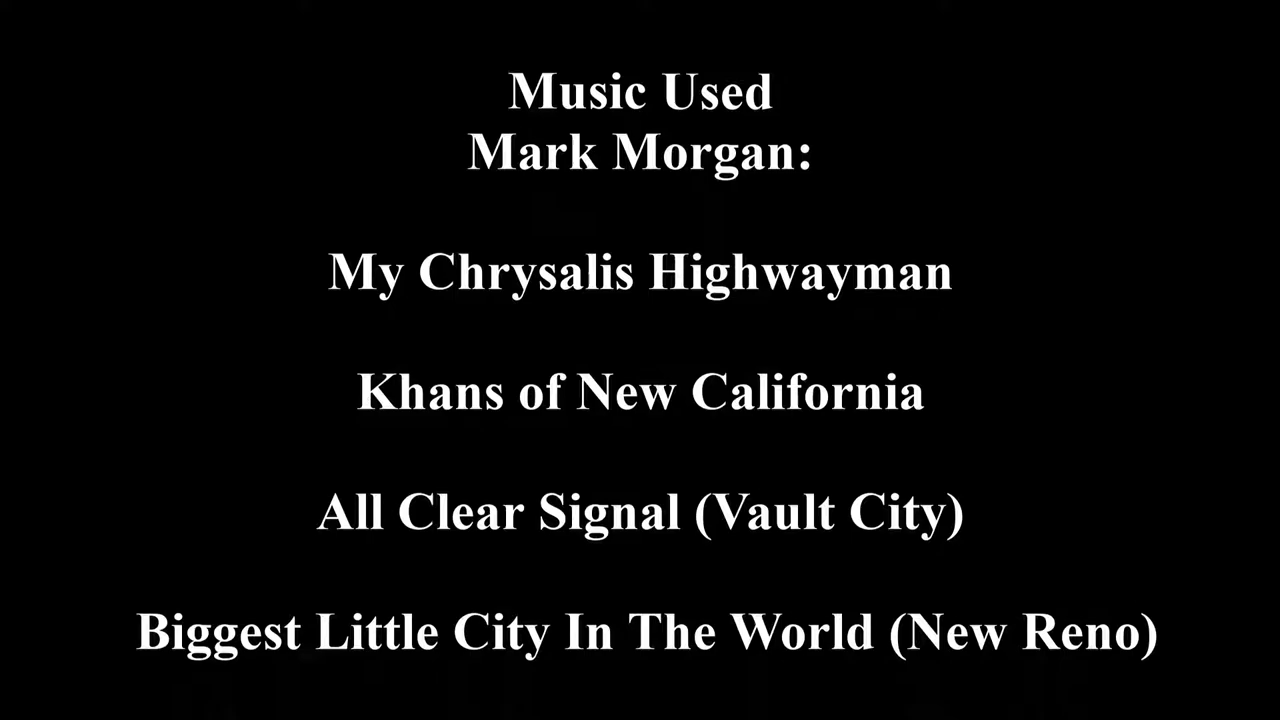 Music Used
Mark Morgan:
My Chrysalis Highwayman
Khans of New California
All Clear Signal (Vault City)
Biggest Little City In The World (New Reno)